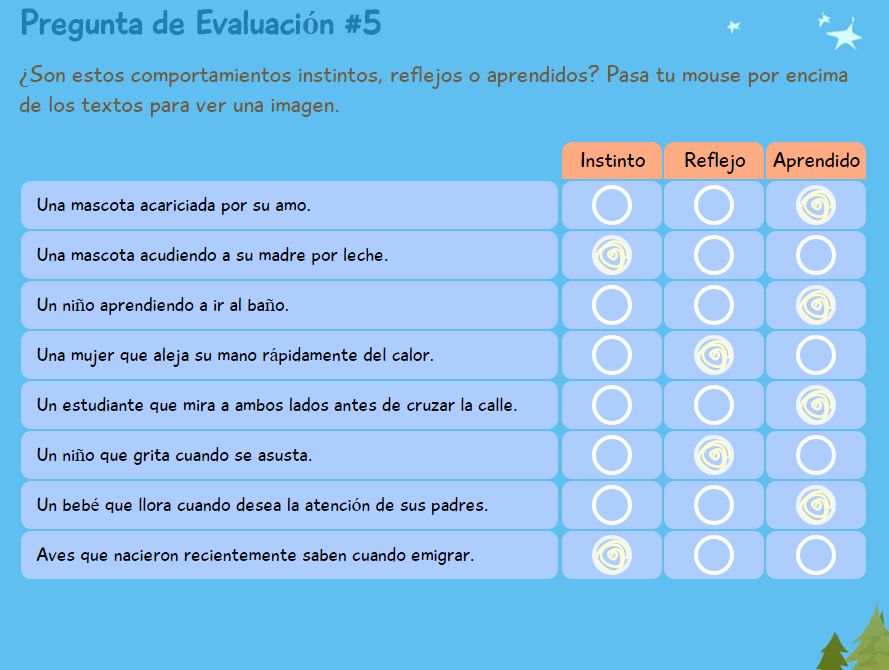 Pregunta de Evaluación #5
¿Son estos comportamientos instintos, reflejos o aprendidos? Pasa tu mouse por encima
de los textos para ver una imagen.
Instinto Reflejo Aprendido
Una mascota acariciada por su amo.
Una mascota acudiendo a su madre por leche.
Un niño aprendiendo a ir al baño.
Una mujer que aleja su mano rápidamente del calor.
Un estudiante que mira a ambos lados antes de cruzar la calle.
Un niño que grita cuando se asusta.
Un bebé que llora cuando desea la atención de sus padres.
Aves que nacieron recientemente saben cuando emigrar.